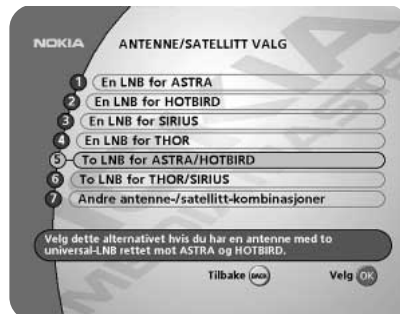 NOKIA
ANTENNE/SATELLITT VALG
1 En LNB for ASTRA
2 En LNB for HOTBIRD
3 En LNB for SIRIUS
4 En LNB for THOR
5 To LNB for ASTRA/HOTBIRD
6 To LNB for THOR/SIRIUS
7 Andre antenne-/satellitt-kombinasjoner
Velg dette alternativet hvis du har en antenne med to
universal-LNB rettet mot ASTRA og HOTBIRD.
Tilbake BACK Velg OK
NOKIA
MEDIAMASTER